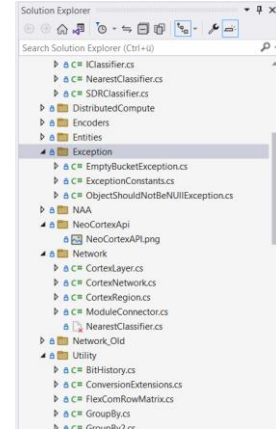 Solution Explorer
Search Solution Explorer (Ctrl+ü)
C# IClassifier.cs
C# NearestClassifier.cs
C# SDRClassifier.cs
DistributedCompute
Encoders
Entities
Exception
C# EmptyBucketException.cs
C# ExceptionConstants.cs
C# ObjectShouldNotBeNUllException.cs
NAA
NeoCortexApi
NeoCortexAPI.png
Network
C# CortexLayer.cs
C# CortexNetwork.cs
C# CortexRegion.cs
C# ModuleConnector.cs
NearestClassifier.cs
Network_Old
Utility
C# BitHistory.cs
C# ConversionExtensions.cs
C# FlexComRowMatrix.cs
C# GroupBy.cs
C# GroupBy2.cs